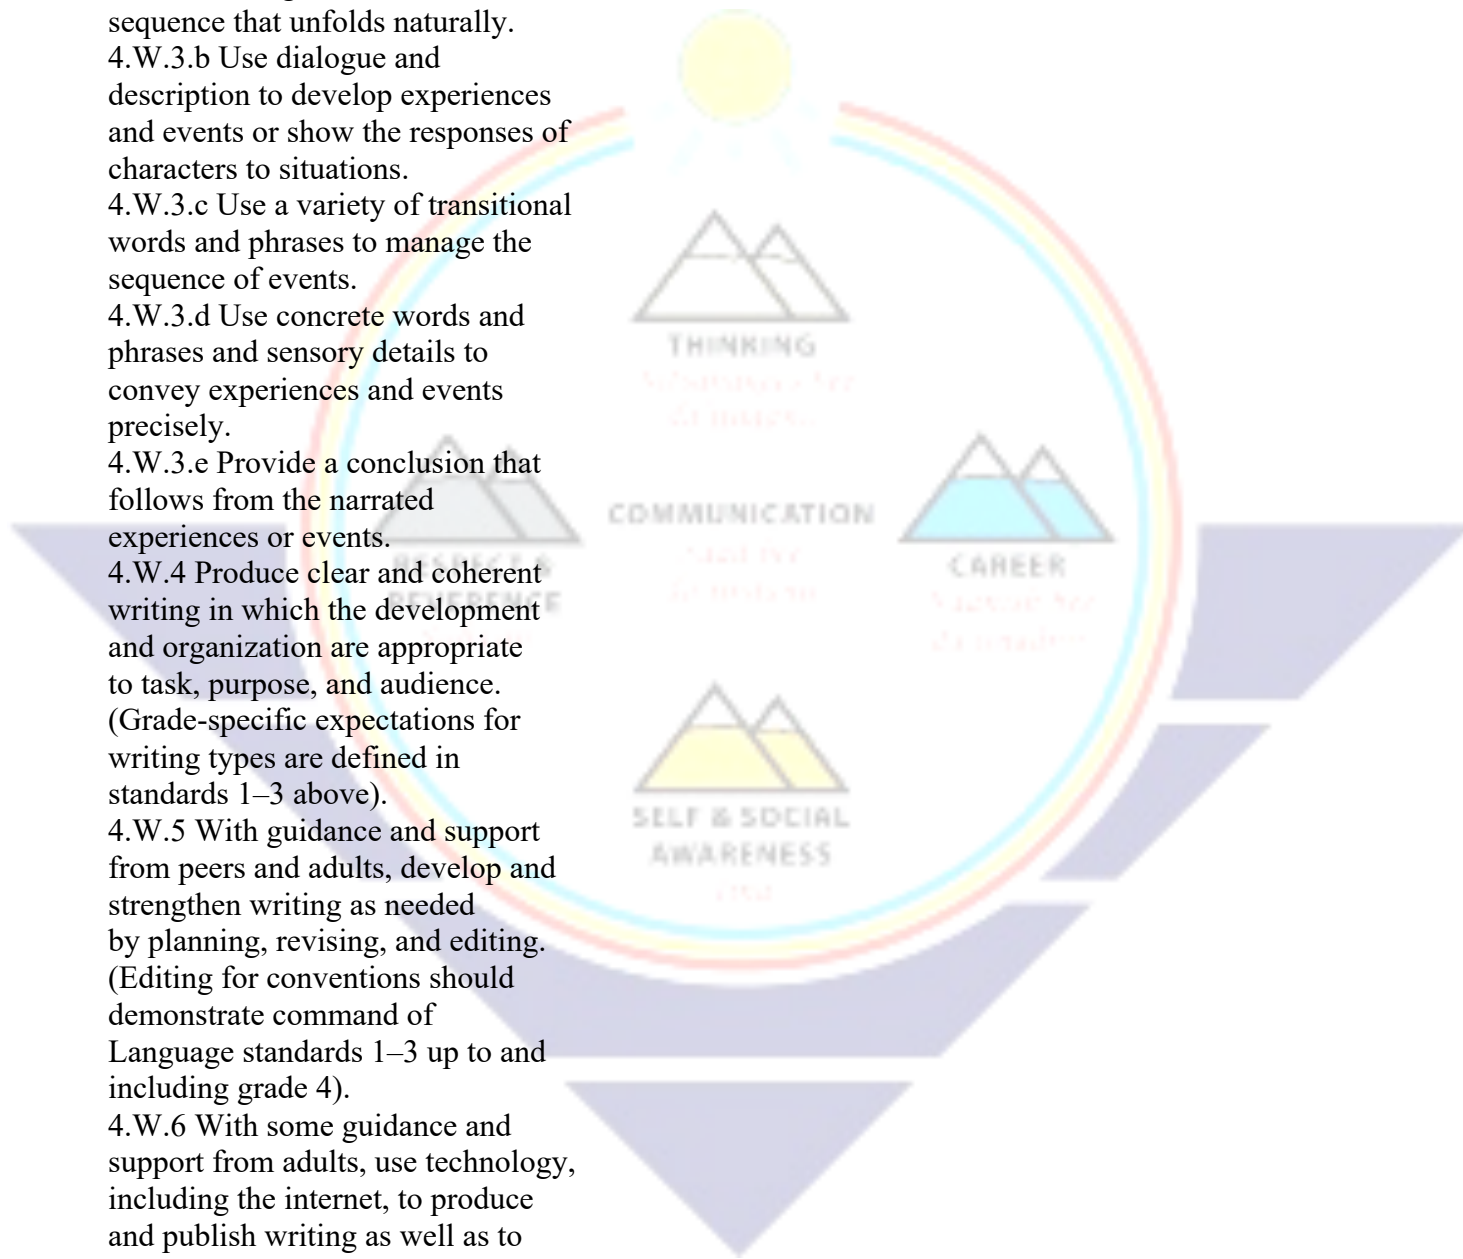 sequence that unfolds naturally.
4.W.3.b Use dialogue and
description to develop experiences
and events or show the responses of
characters to situations.
4.W.3.c Use a variety of transitional
words and phrases to manage the
sequence of events.
4.W.3.d Use concrete words and
phrases and sensory details to
convey experiences and events
precisely.
4.W.3.e Provide a conclusion that
follows from the narrated
experiences or events.
4.W.4 Produce clear and coherent
writing in which the development
and organization are appropriate
to task, purpose, and audience.
(Grade-specific expectations for
writing types are defined in
standards 1–3 above).
4.W.5 With guidance and support
from peers and adults, develop and
strengthen writing as needed
by planning, revising, and editing.
(Editing for conventions should
demonstrate command of
Language standards 1–3 up to and
including grade 4).
4.W.6 With some guidance and
support from adults, use technology,
including the internet, to produce
and publish writing as well as to
THINKING
RESPECT &
REVERENCE
COMMUNICATION
CAREER
SELF & SOCIAL
AWARENESS